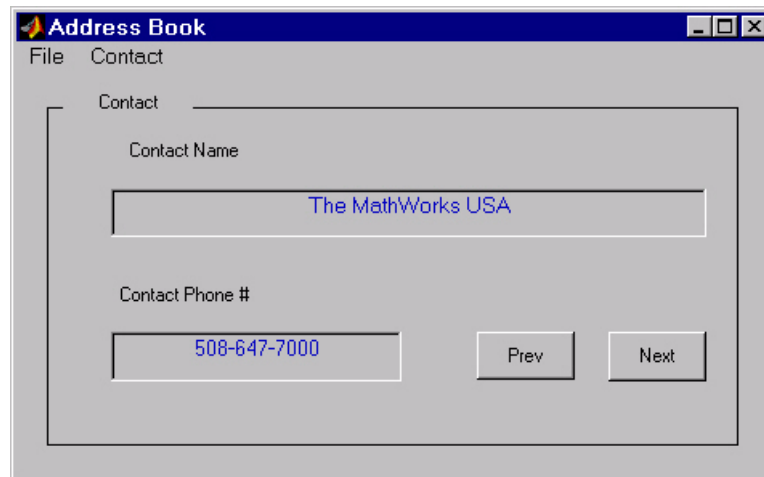 Address Book
File Contact
Contact
Contact Name
The MathWorks USA
Contact Phone #
508-647-7000
Prev Next